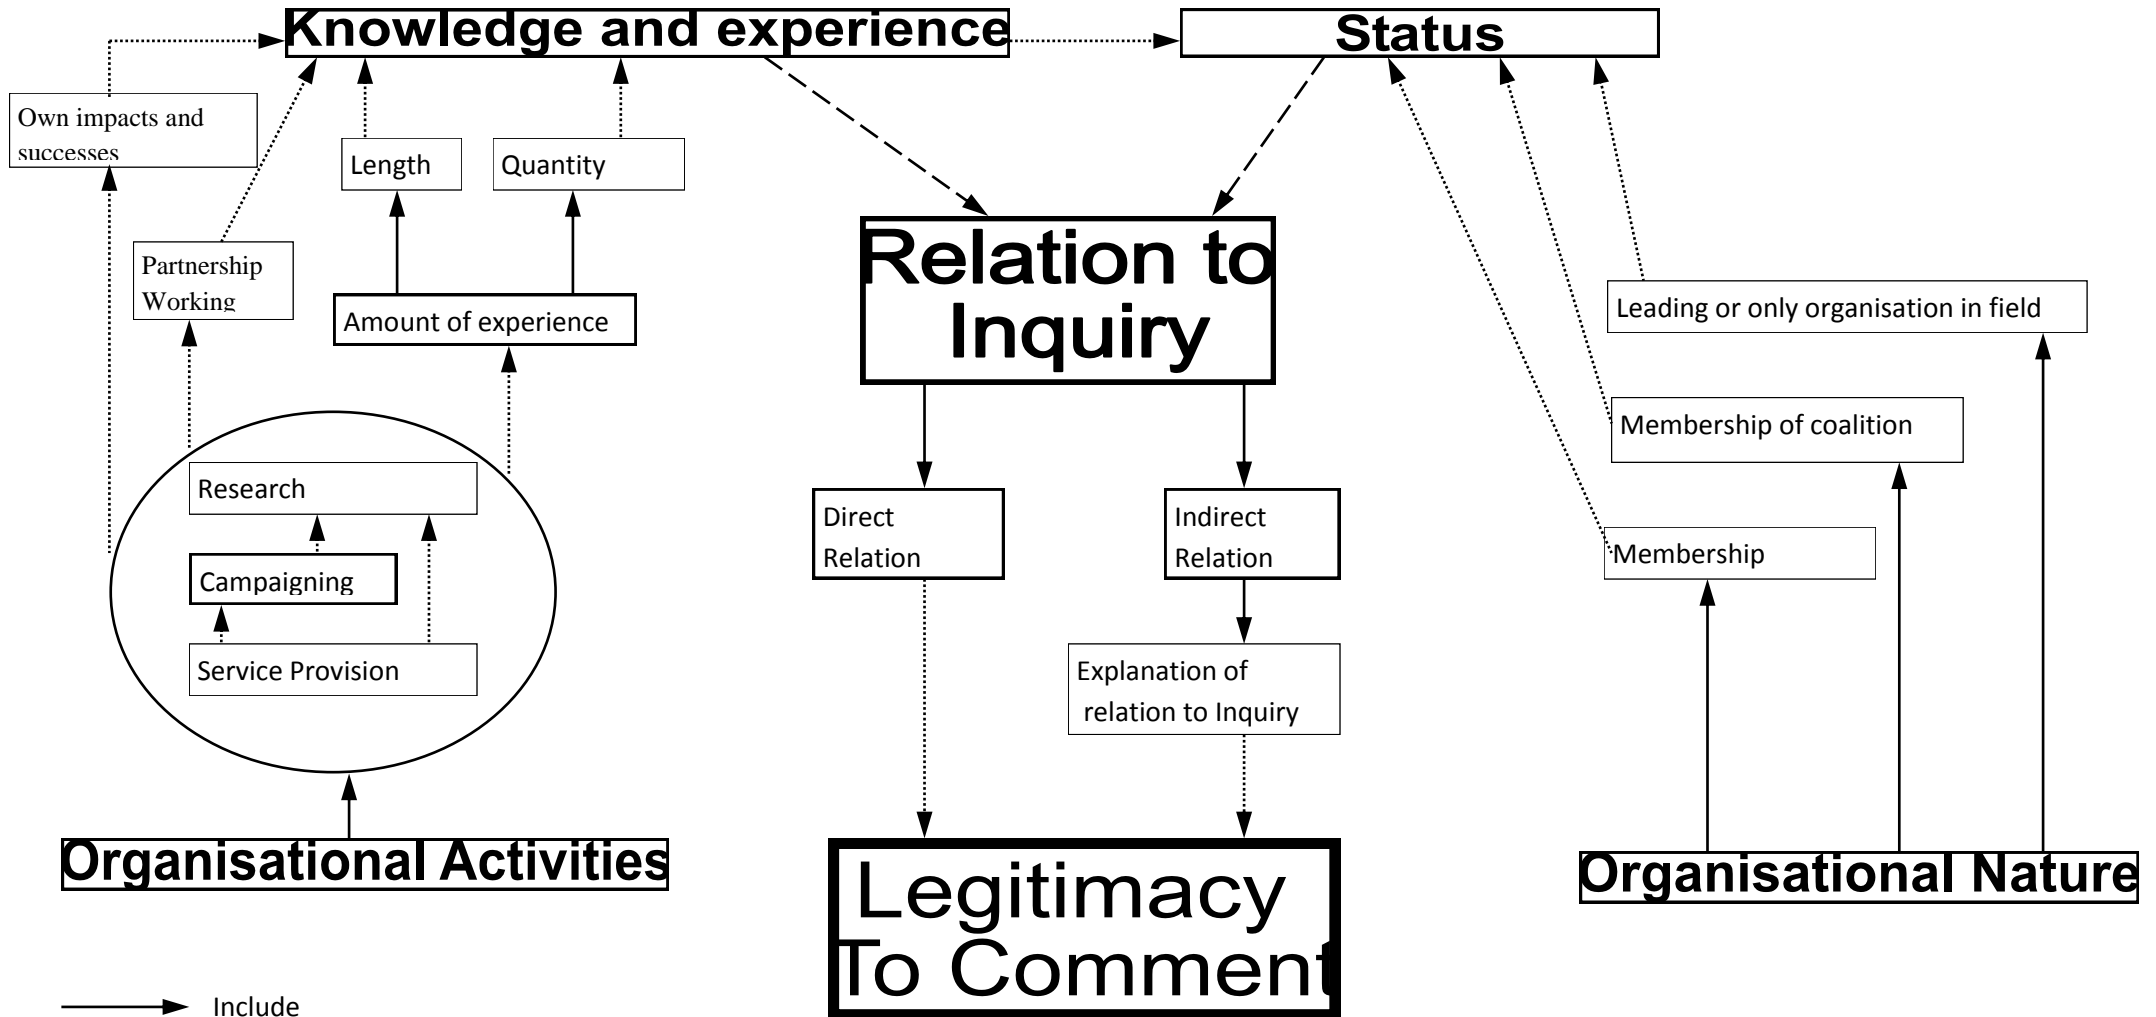 Knowledge and experience
Status
Own impacts and
successes
Length
Quantity
Partnership
Working
Amount of experience
Relation to
Inquiry
Leading or only organisation in field
Membership of coalition
Membership
Research
Campaigning
Service Provision
Direct
Relation
Indirect
Relation
Explanation of
relation to Inquiry
Organisational Activities
Legitimacy
To Comment
Organisational Nature
Include